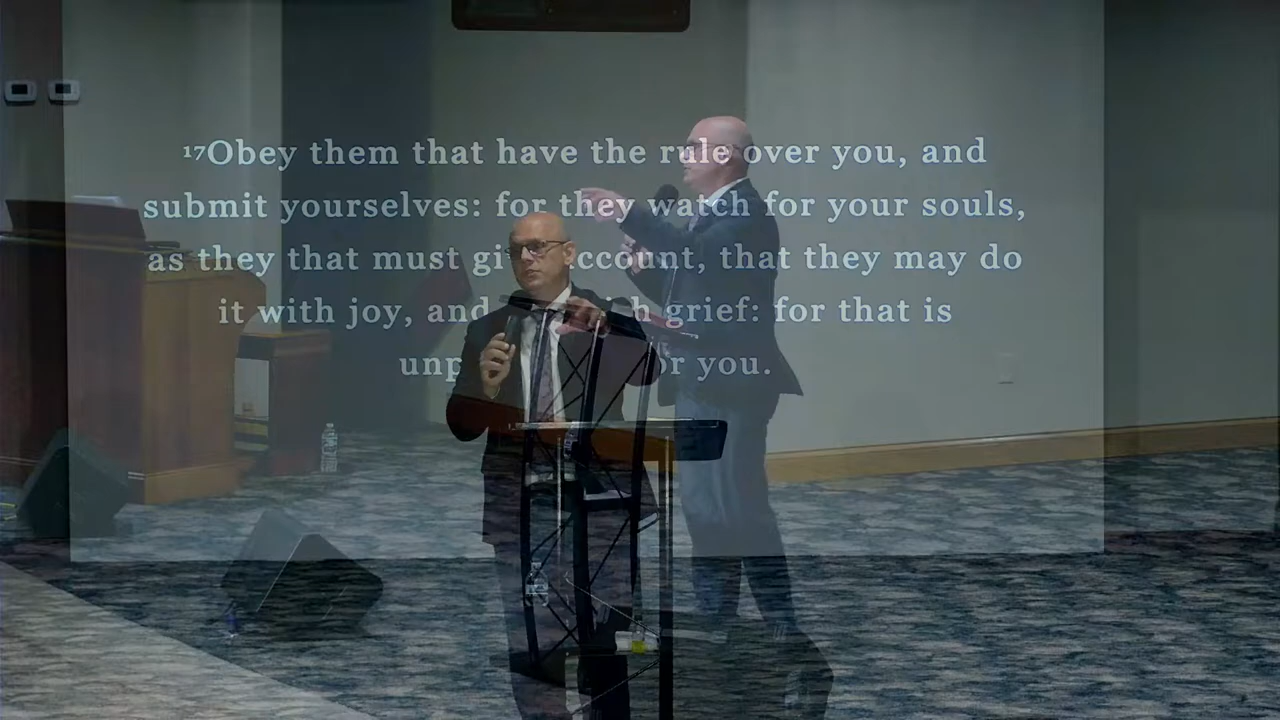 ¹⁷Obey them that have the rule over you, and
submit yourselves: for they watch for your souls,
as they that must gi ccount, that they may do
it with joy, and h grief: for that is
unp or you.